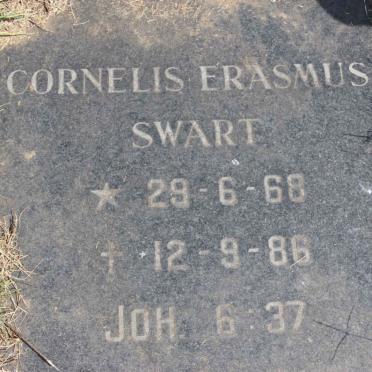 CORNELIS ERASMUS
SWART
★ 29-6-68
† 12-9-86
JOH 6:37